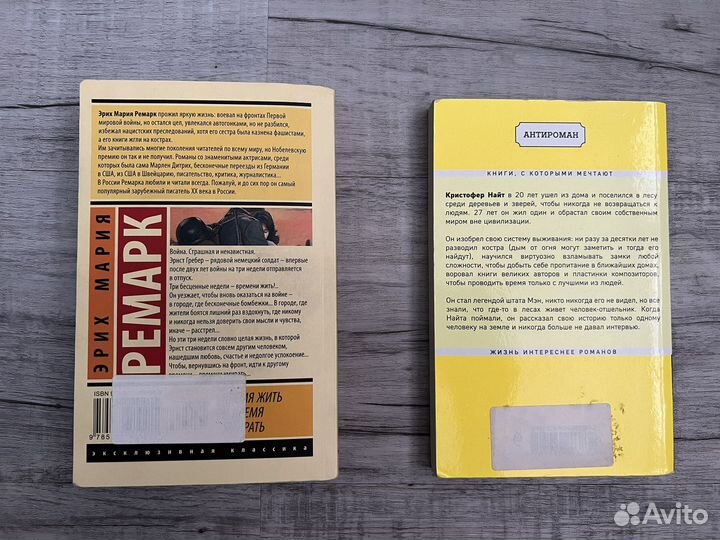 Эрих Мария Ремарк прожил яркую жизнь: воевал на фронтах Первой
мировой войны, но остался цел, увлекался автогонками, но не разбился,
избежал нацистских преследований, хотя его сестра была казнена фашистами,
а его книги жгли на кострах.
Им зачитывались многие поколения читателей по всему миру, но Нобелевскую
премию он так и не получил. Романы со знаменитыми актрисами, среди
которых была сама Марлен Дитрих, бесконечные переезды из Германии
в США, из США в Швейцарию, писательство, критика, журналистика...
В России Ремарка любили и читали всегда. Пожалуй, и до сих пор он самый
популярный зарубежный писатель XX века в России.
ЭРИХ МАРИЯ
РЕМАРК
Война. Страшная и ненавистная.
Эрнст Гребер – рядовой немецкий солдат – впервые
после двух лет войны на три недели отправляется
в отпуск.
Три бесценные недели – времени жить!..
Он уезжает, чтобы вновь оказаться на войне –
в городе, где бесконечные бомбежки... В городе, где
жители боятся лишний раз вздохнуть, где никому
и никогда нельзя доверить свои мысли и чувства,
иначе – расстрел...
Но эти три недели словно целая жизнь, в которой
Эрнст становится совсем другим человеком,
нашедшим любовь, счастье и недолгое успокоение...
Чтобы, вернувшись на фронт, идти к другому
ISBN
9 785
ЖИТЬ
эксклюзивная классика
АНТИРОМАН
КНИГИ, С КОТОРЫМИ МЕЧТАЮТ
Кристофер Найт в 20 лет ушел из дома и поселился в лесу
среди деревьев и зверей, чтобы никогда не возвращаться к
людям. 27 лет он жил один и обрастал своим собственным
миром вне цивилизации.
Он изобрел свою систему выживания: ни разу за десятки лет не
разводил костра (дым от огня могут заметить и тогда его
найдут), научился виртуозно взламывать замки любой
сложности, чтобы добыть себе пропитание в ближайших домах,
воровал книги великих авторов и пластинки композиторов,
чтобы проводить время только с лучшими из людей.
Он стал легендой штата Мэн, никто никогда его не видел, но все
знали, что где-то в лесах живет человек-отшельник. Когда
Найта поймали, он рассказал свою историю только одному
человеку на земле и никогда больше не давал интервью.
ЖИЗНЬ ИНТЕРЕСНЕЕ РОМАНОВ
Avito